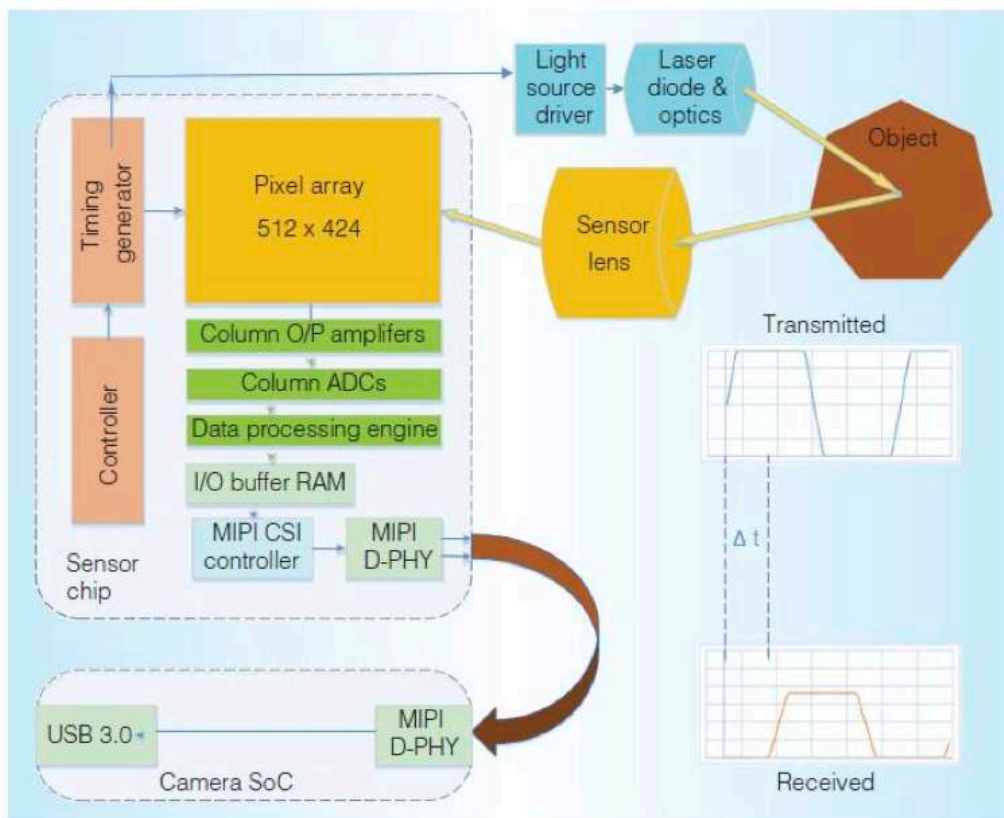 Light
source
driver
Laser
diode &
optics
Object
Timing
generator
Pixel array
512 x 424
Sensor
lens
Column O/P amplifers
Column ADCs
Data processing engine
I/O buffer RAM
MIPI CSI
controller
MIPI
D-PHY
Controller
Sensor
chip
Transmitted
Δ t
Received
USB 3.0
MIPI
D-PHY
Camera SoC